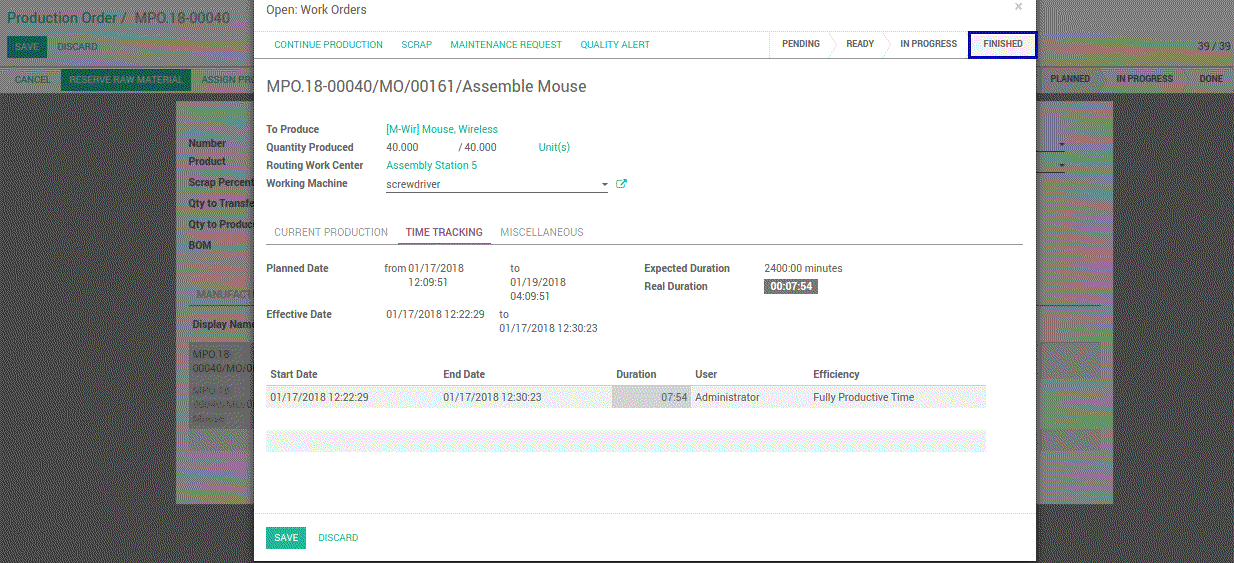 Production Order / MPO.18-00040
SAVE DISCARD
39 / 39
CANCEL RESERVE RAW MATERIAL ASSIGN PRO
PLANNED IN PROGRESS DONE
Number
Product
Scrap Percent
Qty to Transfe
Qty to Produc
BOM
MANUFACT
Display Name
MPO.18-
00040/MO/0
MPO.18-
00040/MO/0
Mouse
Open: Work Orders ×
CONTINUE PRODUCTION SCRAP MAINTENANCE REQUEST QUALITY ALERT PENDING READY IN PROGRESS FINISHED
MPO.18-00040/MO/00161/Assemble Mouse
To Produce [M-Wir] Mouse, Wireless
Quantity Produced 40.000 / 40.000 Unit(s)
Routing Work Center Assembly Station 5
Working Machine screwdriver
CURRENT PRODUCTION TIME TRACKING MISCELLANEOUS
Planned Date from 01/17/2018 12:09:51 to 01/19/2018 04:09:51
Expected Duration 2400:00 minutes
Real Duration 00:07:54
Effective Date 01/17/2018 12:22:29 to 01/17/2018 12:30:23
Start Date End Date Duration User Efficiency
01/17/2018 12:22:29 01/17/2018 12:30:23 07:54 Administrator Fully Productive Time
SAVE DISCARD